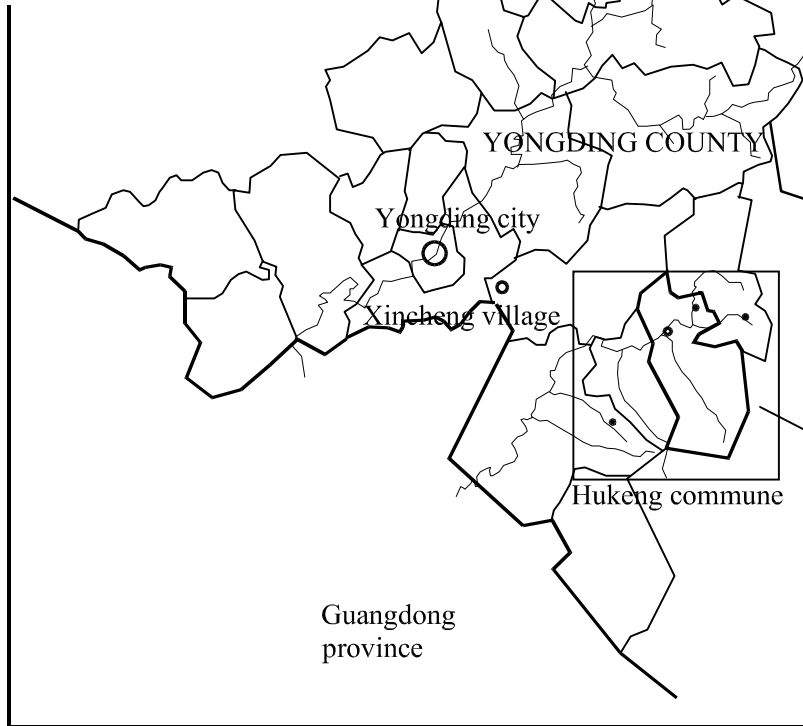 YONGDING COUNTY
Yongding city
Xincheng village
Hukeng commune
Guangdong
province